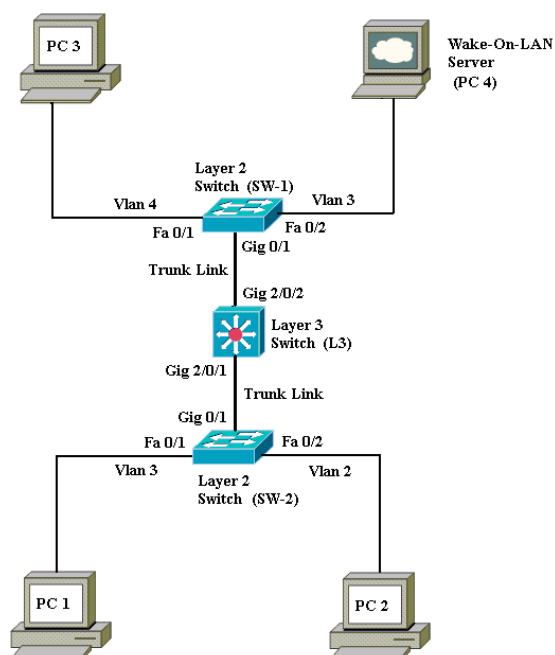 PC 3
Wake-On-LAN
Server
(PC 4)
Layer 2
Switch (SW-1)
Vlan 4
Vlan 3
Fa 0/1
Fa 0/2
Gig 0/1
Trunk Link
Gig 2/0/2
Layer 3
Switch (L3)
Gig 2/0/1
Trunk Link
Gig 0/1
Fa 0/1
Fa 0/2
Vlan 3
Vlan 2
Layer 2
Switch (SW-2)
PC 1
PC 2